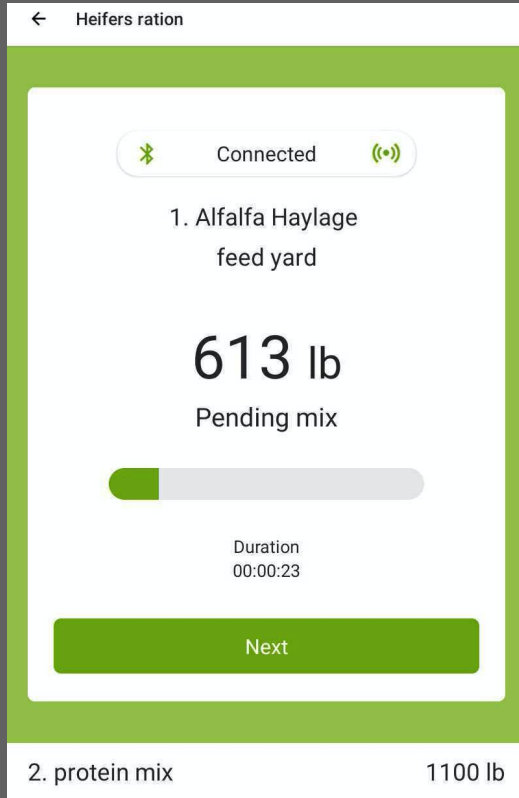 Heifers ration
Connected
1. Alfalfa Haylage
feed yard
613 lb
Pending mix
Duration
00:00:23
Next
2. protein mix 1100 lb